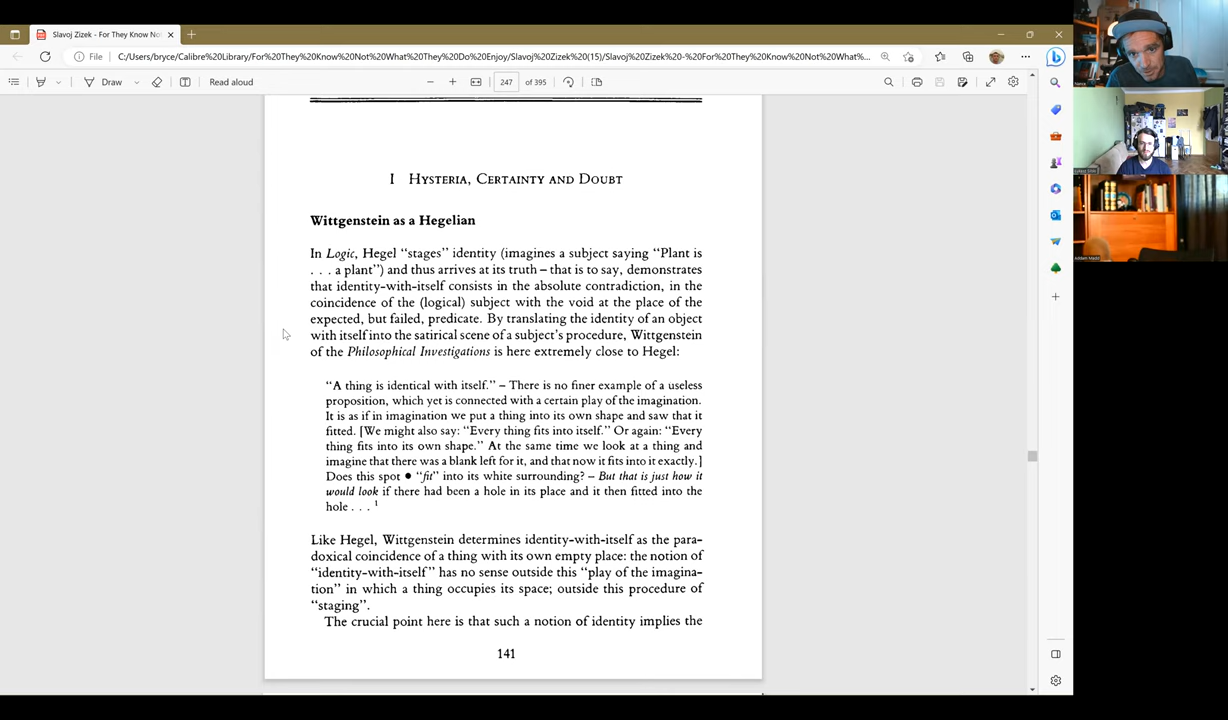 Slavoj Zizek - For They Know No
File
C:/Users/bryce/Calibre%20Library/For%20They%20Know%20Not%20What%20They%20Do%20Enjoy/Slavoj%20Zizek%20(15)/Slavoj%20Zizek%20-%20For%20They%20Know%20Not%20What%...
Draw
Read aloud
247 of 395
I HYSTERIA, CERTAINTY AND DOUBT
Wittgenstein as a Hegelian
In Logic, Hegel “stages” identity (imagines a subject saying “Plant is
. . . a plant”) and thus arrives at its truth – that is to say, demonstrates
that identity-with-itself consists in the absolute contradiction, in the
coincidence of the (logical) subject with the void at the place of the
expected, but failed, predicate. By translating the identity of an object
with itself into the satirical scene of a subject’s procedure, Wittgenstein
of the Philosophical Investigations is here extremely close to Hegel:
“A thing is identical with itself.” – There is no finer example of a useless
proposition, which yet is connected with a certain play of the imagination.
It is as if in imagination we put a thing into its own shape and saw that it
fitted. [We might also say: “Every thing fits into itself.” Or again: “Every
thing fits into its own shape.” At the same time we look at a thing and
imagine that there was a blank left for it, and that now it fits into it exactly.]
Does this spot ● “fit” into its white surrounding? – But that is just how it
would look if there had been a hole in its place and it then fitted into the
hole . . . 1
Like Hegel, Wittgenstein determines identity-with-itself as the para-
doxical coincidence of a thing with its own empty place: the notion of
“identity-with-itself” has no sense outside this “play of the imagina-
tion” in which a thing occupies its space; outside this procedure of
“staging”.
The crucial point here is that such a notion of identity implies the
141